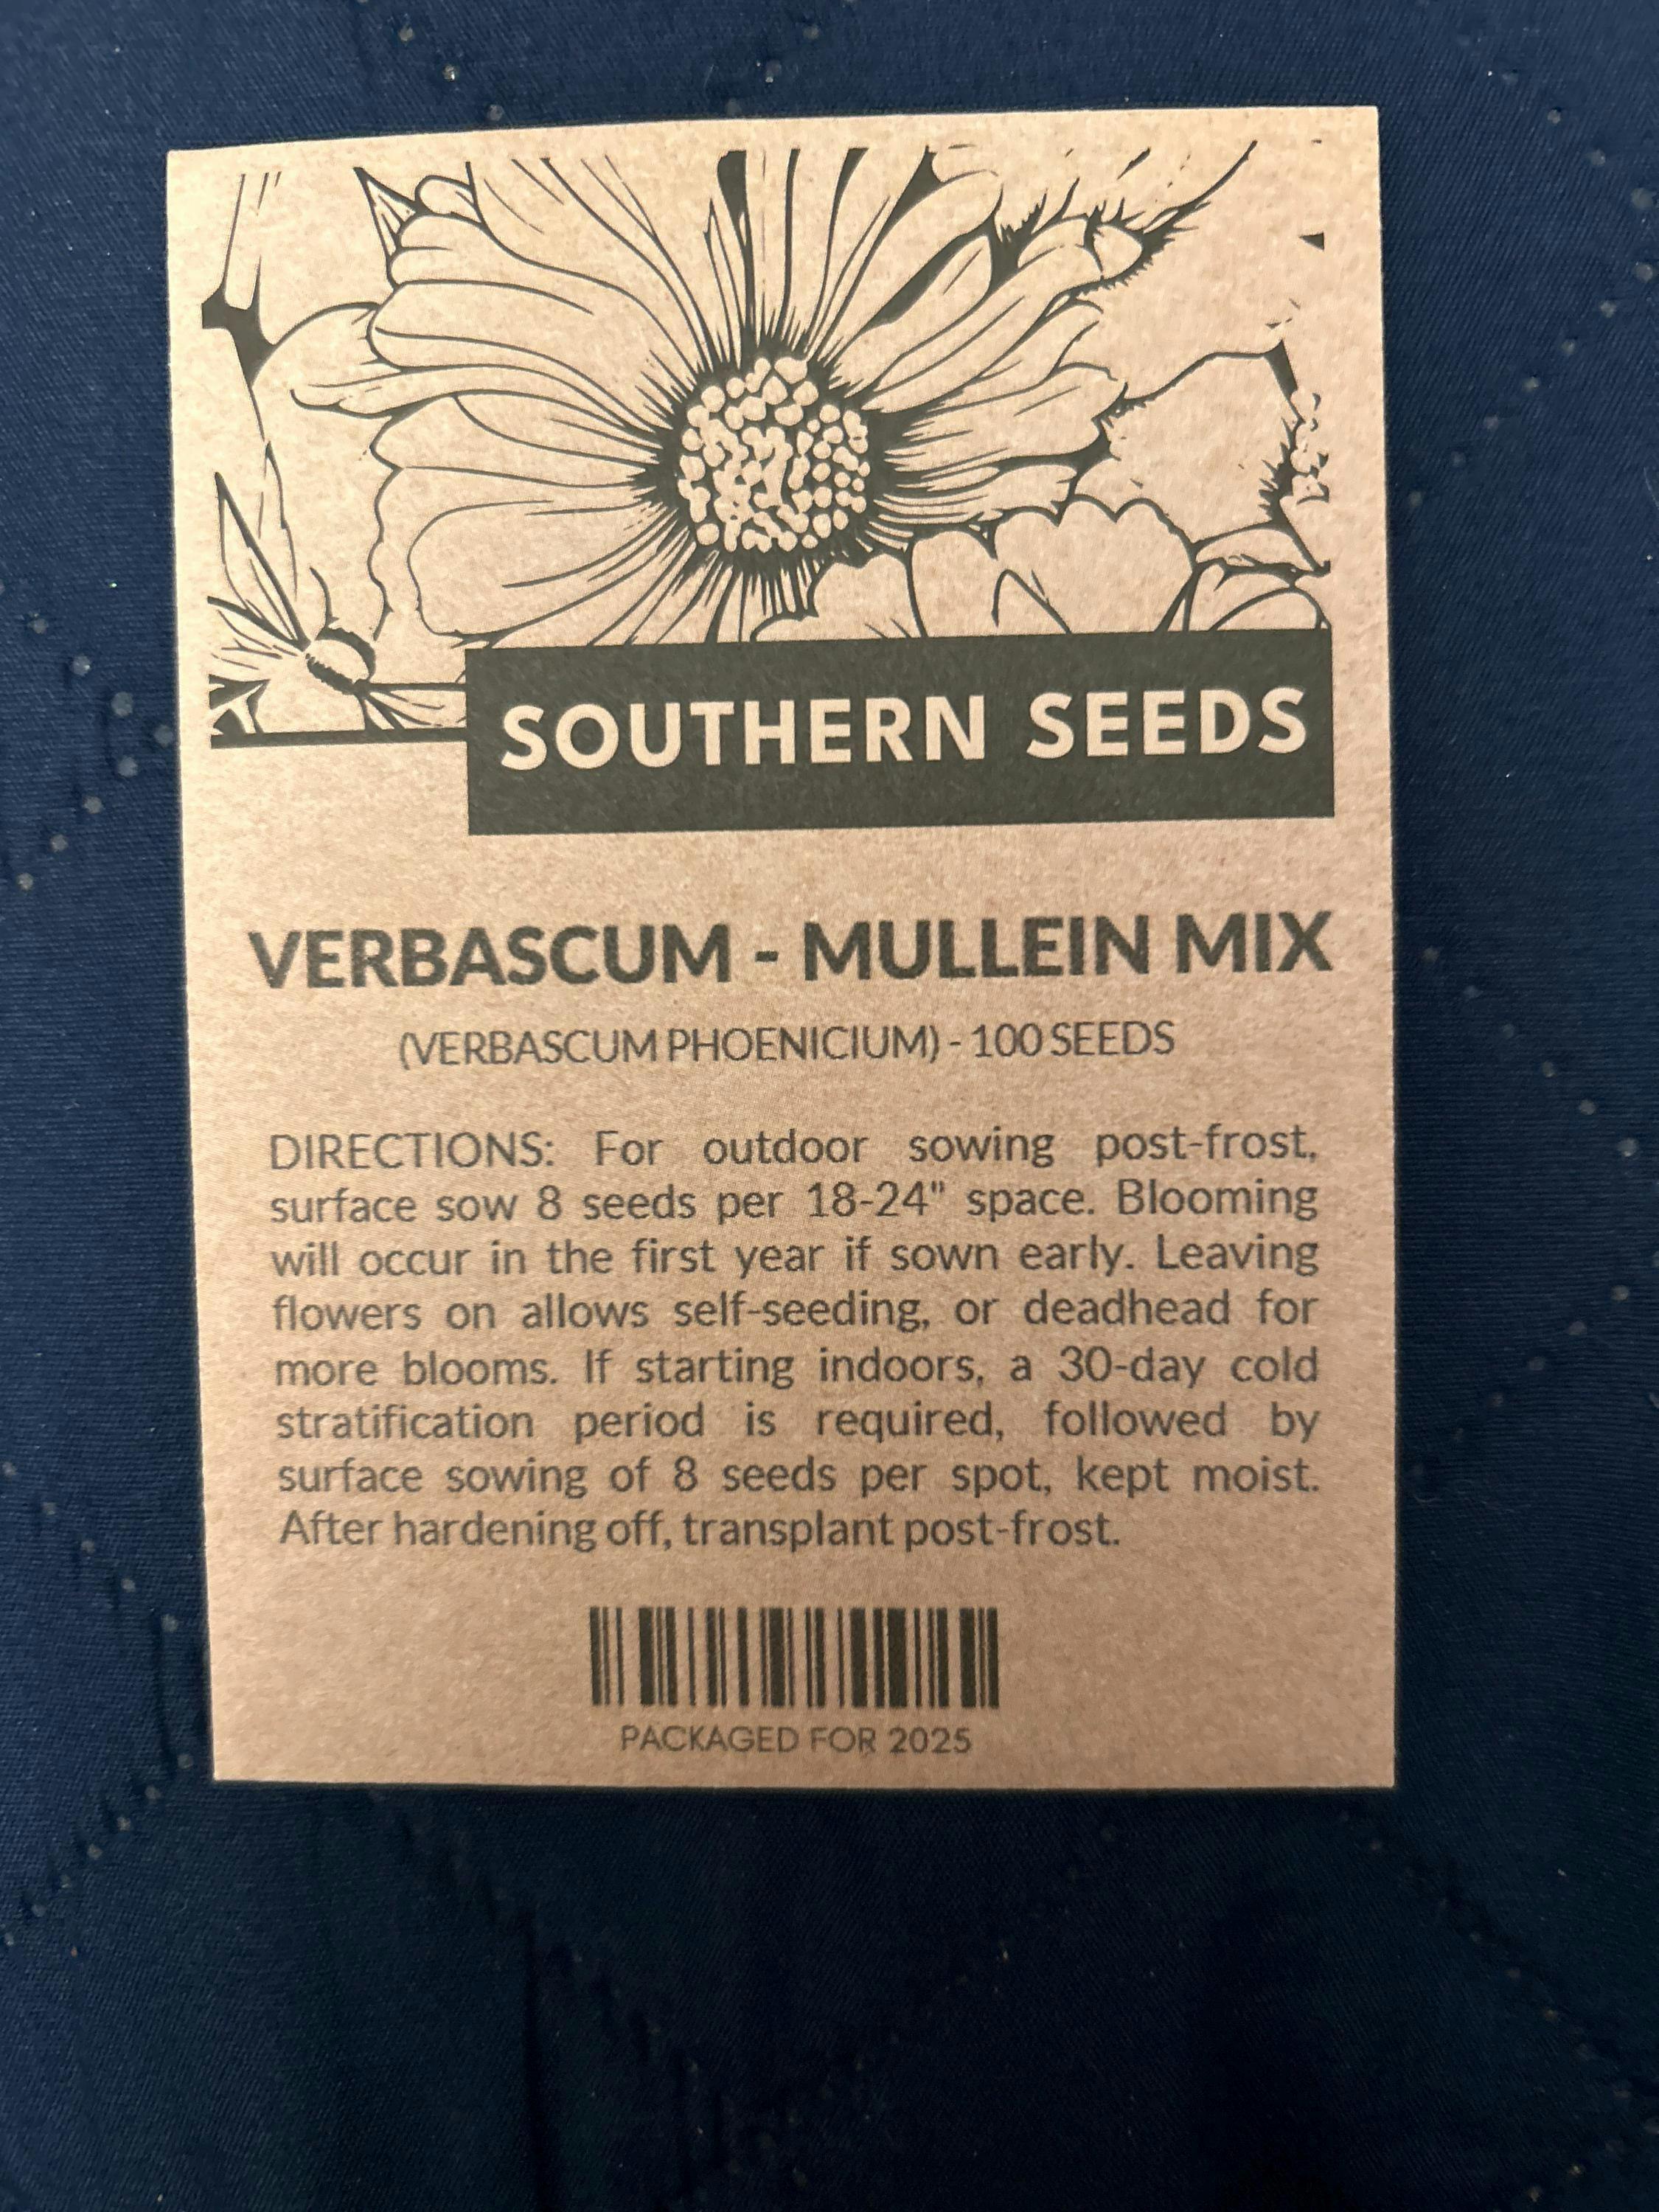 SOUTHERN SEEDS
VERBASCUM - MULLEIN MIX
(VERBASCUM PHOENICIUM) - 100 SEEDS
DIRECTIONS: For outdoor sowing post-frost,
surface sow 8 seeds per 18-24" space. Blooming
will occur in the first year if sown early. Leaving
flowers on allows self-seeding, or deadhead for
more blooms. If starting indoors, a 30-day cold
stratification period is required, followed by
surface sowing of 8 seeds per spot, kept moist.
After hardening off, transplant post-frost.
PACKAGED FOR 2025